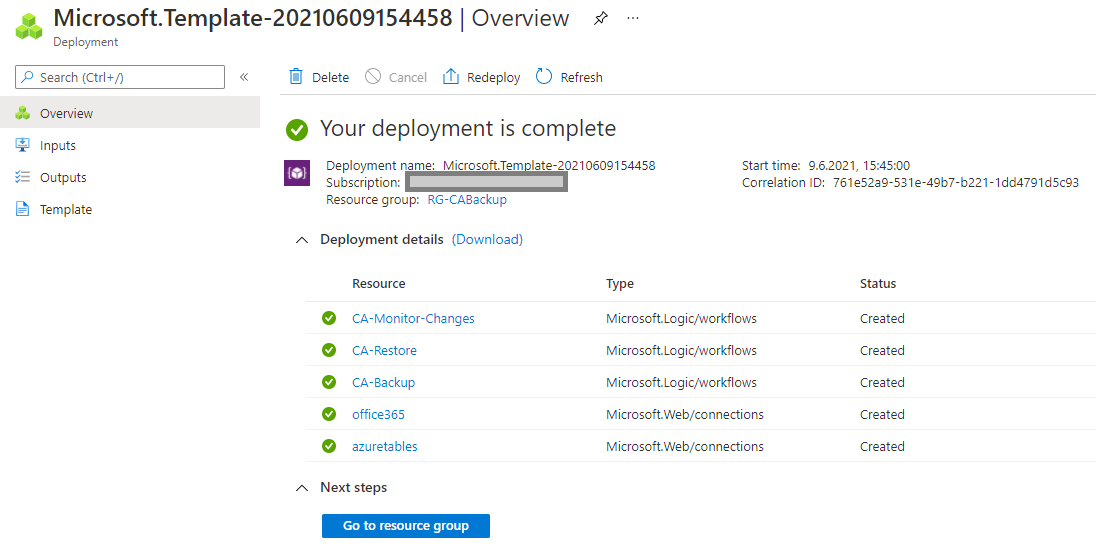 Microsoft.Template-20210609154458 | Overview ...
Deployment
Search (Ctrl+/) «
Delete Cancel Redeploy Refresh
Overview
Inputs
Outputs
Template
Your deployment is complete
Deployment name: Microsoft.Template-20210609154458
Subscription:
Resource group: RG-CABackup
Start time: 9.6.2021, 15:45:00
Correlation ID: 761e52a9-531e-49b7-b221-1dd4791d5c93
Deployment details (Download)
Resource Type Status
CA-Monitor-Changes Microsoft.Logic/workflows Created
CA-Restore Microsoft.Logic/workflows Created
CA-Backup Microsoft.Logic/workflows Created
office365 Microsoft.Web/connections Created
azuretables Microsoft.Web/connections Created
Next steps
Go to resource group